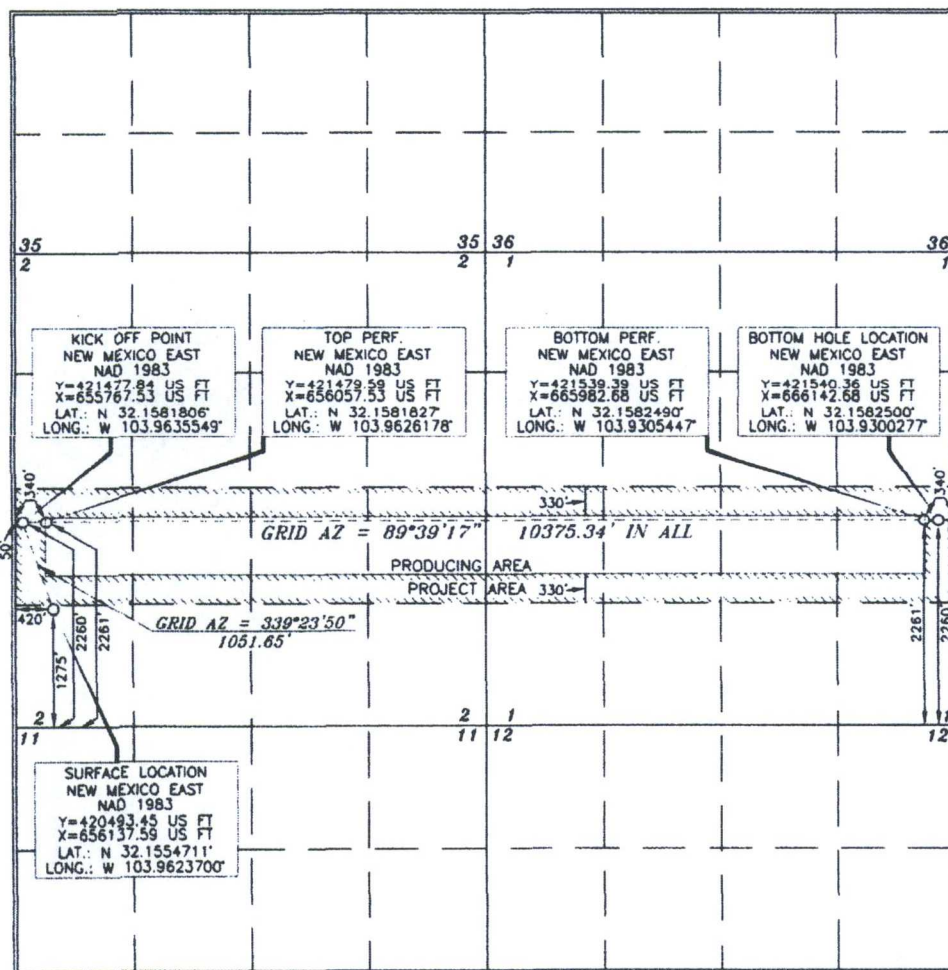 35
2
35 36
2 1
36
1
KICK OFF POINT
NEW MEXICO EAST
NAD 1983
Y=421477.84 US FT
X=655767.53 US FT
LAT.: N 32.1581806°
LONG.: W 103.9635549°
TOP PERF.
NEW MEXICO EAST
NAD 1983
Y=421479.59 US FT
X=656057.53 US FT
LAT.: N 32.1581827°
LONG.: W 103.9626178°
BOTTOM PERF.
NEW MEXICO EAST
NAD 1983
Y=421539.39 US FT
X=665982.68 US FT
LAT.: N 32.1582490°
LONG.: W 103.9305447°
BOTTOM HOLE LOCATION
NEW MEXICO EAST
NAD 1983
Y=421540.36 US FT
X=666142.68 US FT
LAT.: N 32.1582500°
LONG.: W 103.9300277°
340'
50'
330'
340'
GRID AZ = 89°39'17" 10375.34' IN ALL
PRODUCING AREA
PROJECT AREA 330'
420'
GRID AZ = 339°23'50"
1051.65'
1275'
2260'
2261'
2261'
2260'
2
11
2 1
11 12
1
12
SURFACE LOCATION
NEW MEXICO EAST
NAD 1983
Y=420493.45 US FT
X=656137.59 US FT
LAT.: N 32.1554711°
LONG.: W 103.9623700°